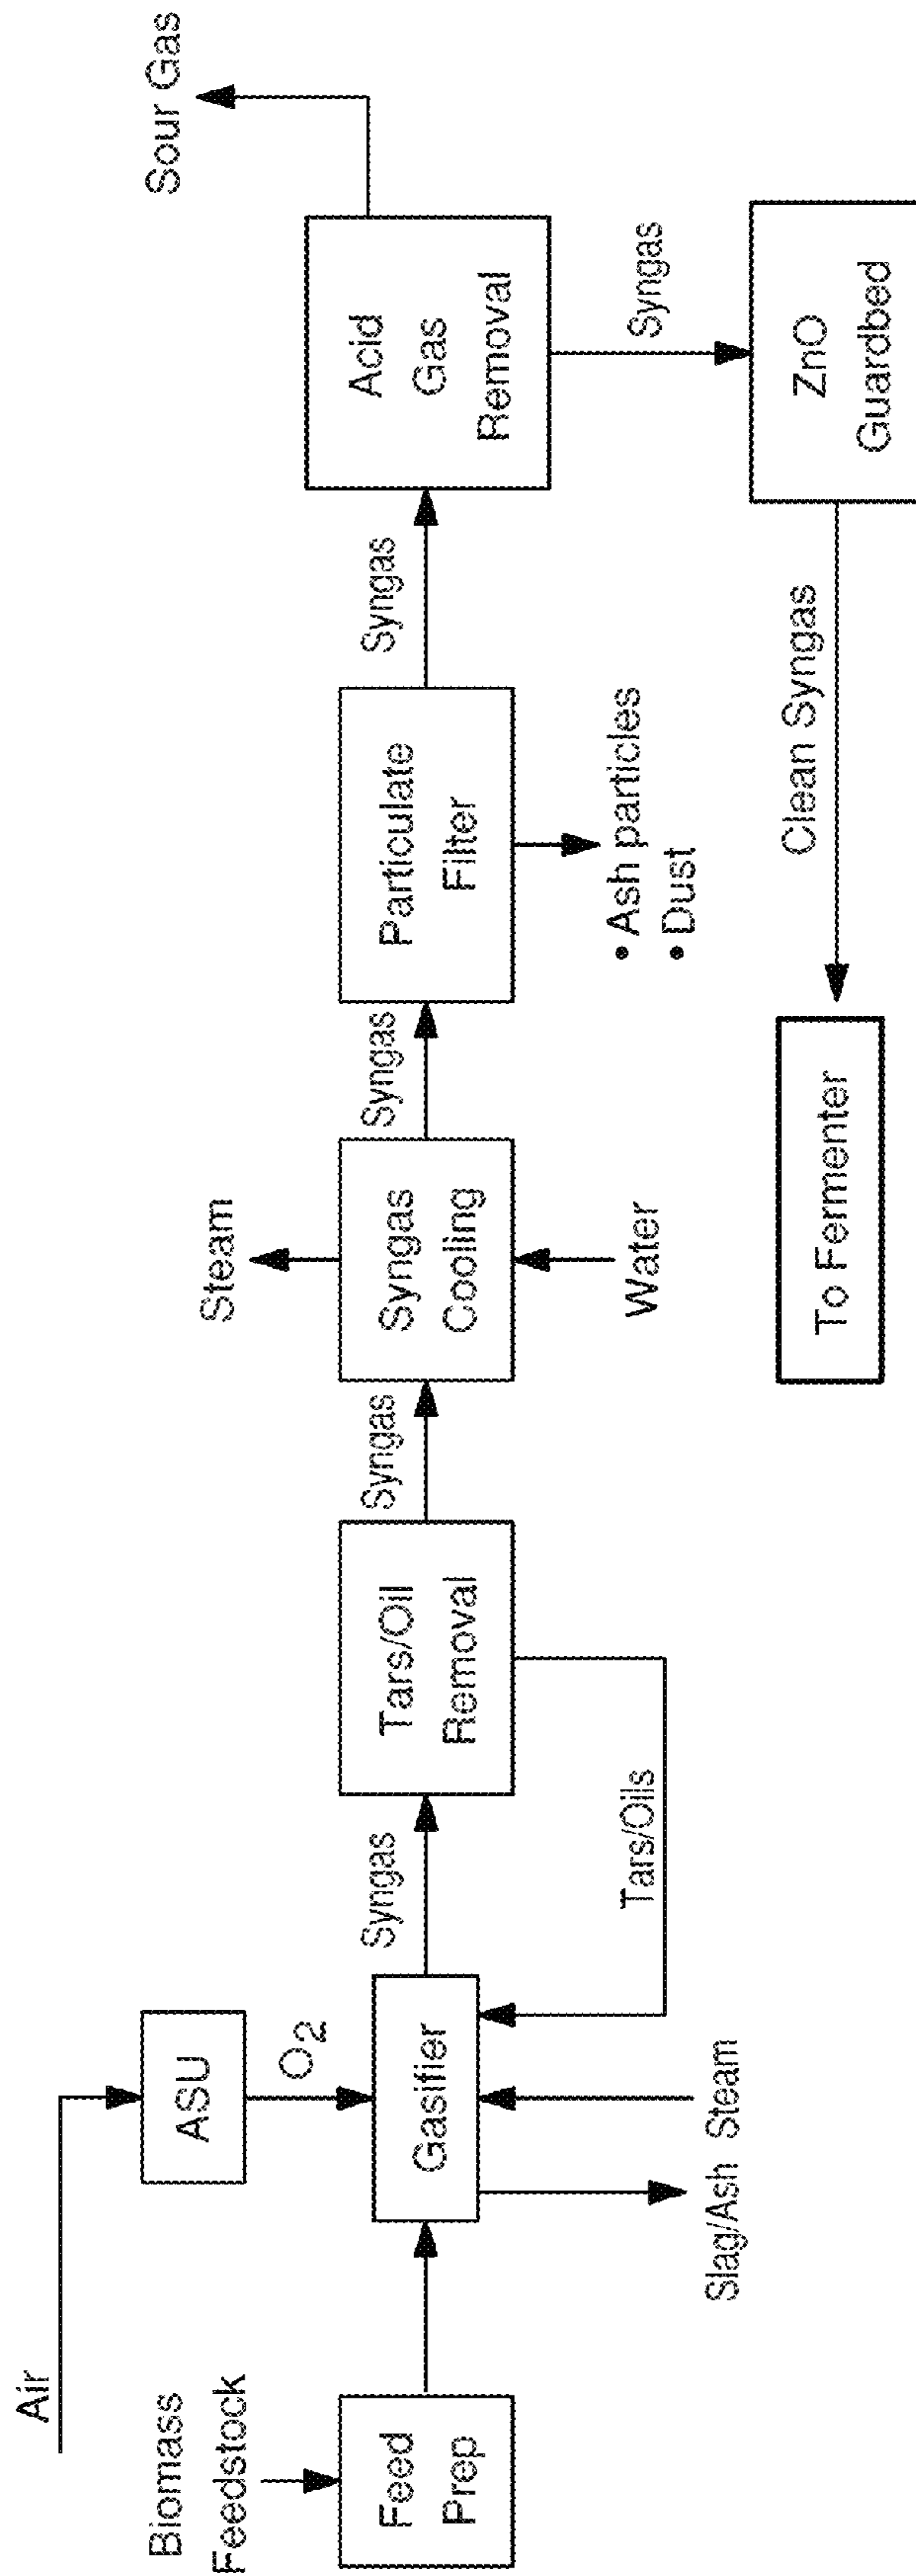 Air
Biomass
Feedstock
Feed
Prep
ASU
O2
Gasifier
Slag/Ash
Steam
Syngas
Tars/Oils
Tars/Oil
Removal
Syngas
Steam
Syngas
Cooling
Water
Syngas
Particulate
Filter
• Ash particles
• Dust
Syngas
Acid
Gas
Removal
Sour Gas
Syngas
ZnO
Guardbed
Clean Syngas
To Fermenter